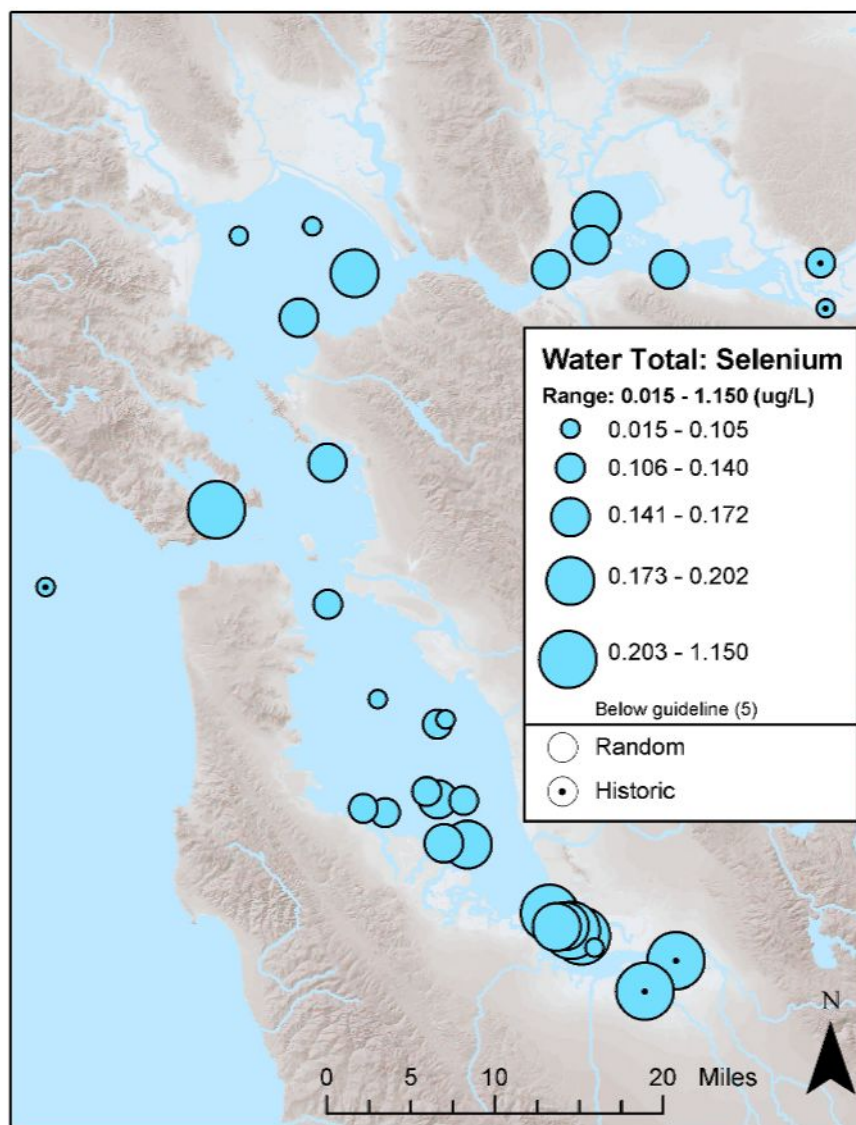 Water Total: Selenium
Range: 0.015 - 1.150 (ug/L)
0.015 - 0.105
0.106 - 0.140
0.141 - 0.172
0.173 - 0.202
0.203 - 1.150
Below guideline (5)
Random
Historic
N
0 5 10 20 Miles